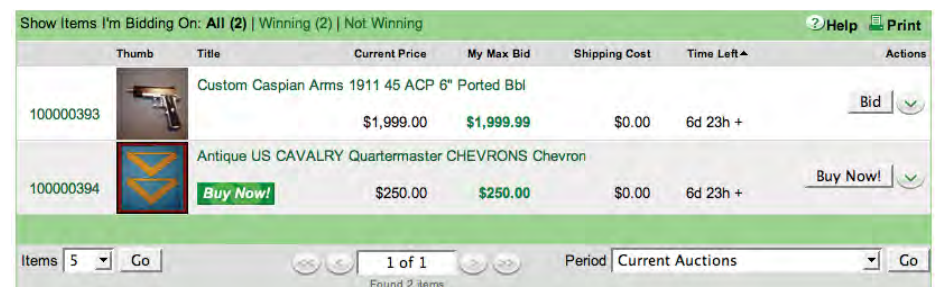 Show Items I'm Bidding On: All (2) | Winning (2) | Not Winning ? Help Print
Thumb Title Current Price My Max Bid Shipping Cost Time Left Actions
Custom Caspian Arms 1911 45 ACP 6" Ported Bbl
100000393 $1,999.00 $1,999.99 $0.00 6d 23h + Bid
Antique US CAVALRY Quartermaster CHEVRONS Chevron
100000394 Buy Now! $250.00 $250.00 $0.00 6d 23h + Buy Now!
Items 5 Go << < 1 of 1 > >> Period Current Auctions Go
Found 2 items